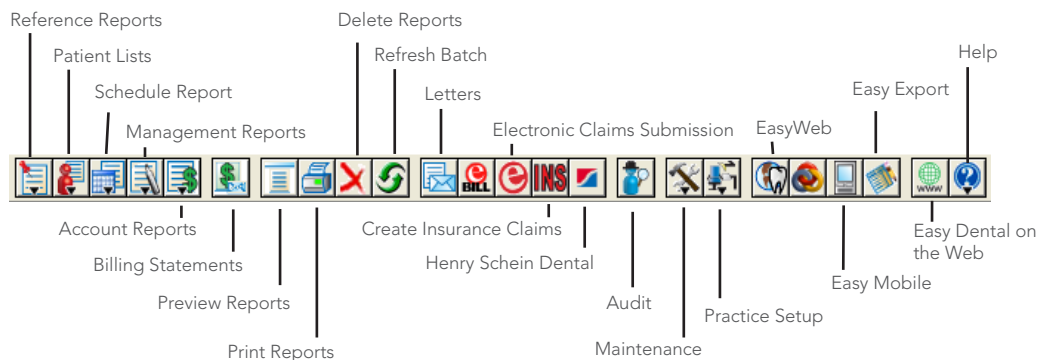 Reference Reports
Delete Reports
Patient Lists
Refresh Batch
Help
Schedule Report
Letters
Easy Export
Management Reports
Electronic Claims Submission
EasyWeb
BILL
INS
WWW
Account Reports
Create Insurance Claims
Easy Dental on
the Web
Billing Statements
Henry Schein Dental
Easy Mobile
Preview Reports
Audit
Practice Setup
Print Reports
Maintenance